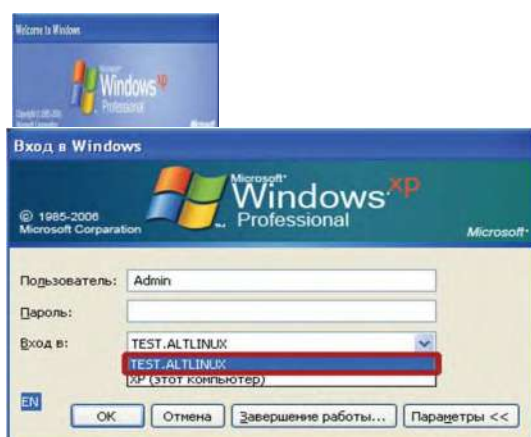 Welcome to Windows
Windows xp
Professional
Microsoft
Вход в Windows
Microsoft
Windows xp
Professional
© 1985-2006
Microsoft Corparation
Microsoft
Пользователь: Admin
Пароль:
Вход в: TEST.ALTLINUX
TEST.ALTLINUX
XP (этот компьютер)
EN
OK Отмена Завершение работы... Параметры <<